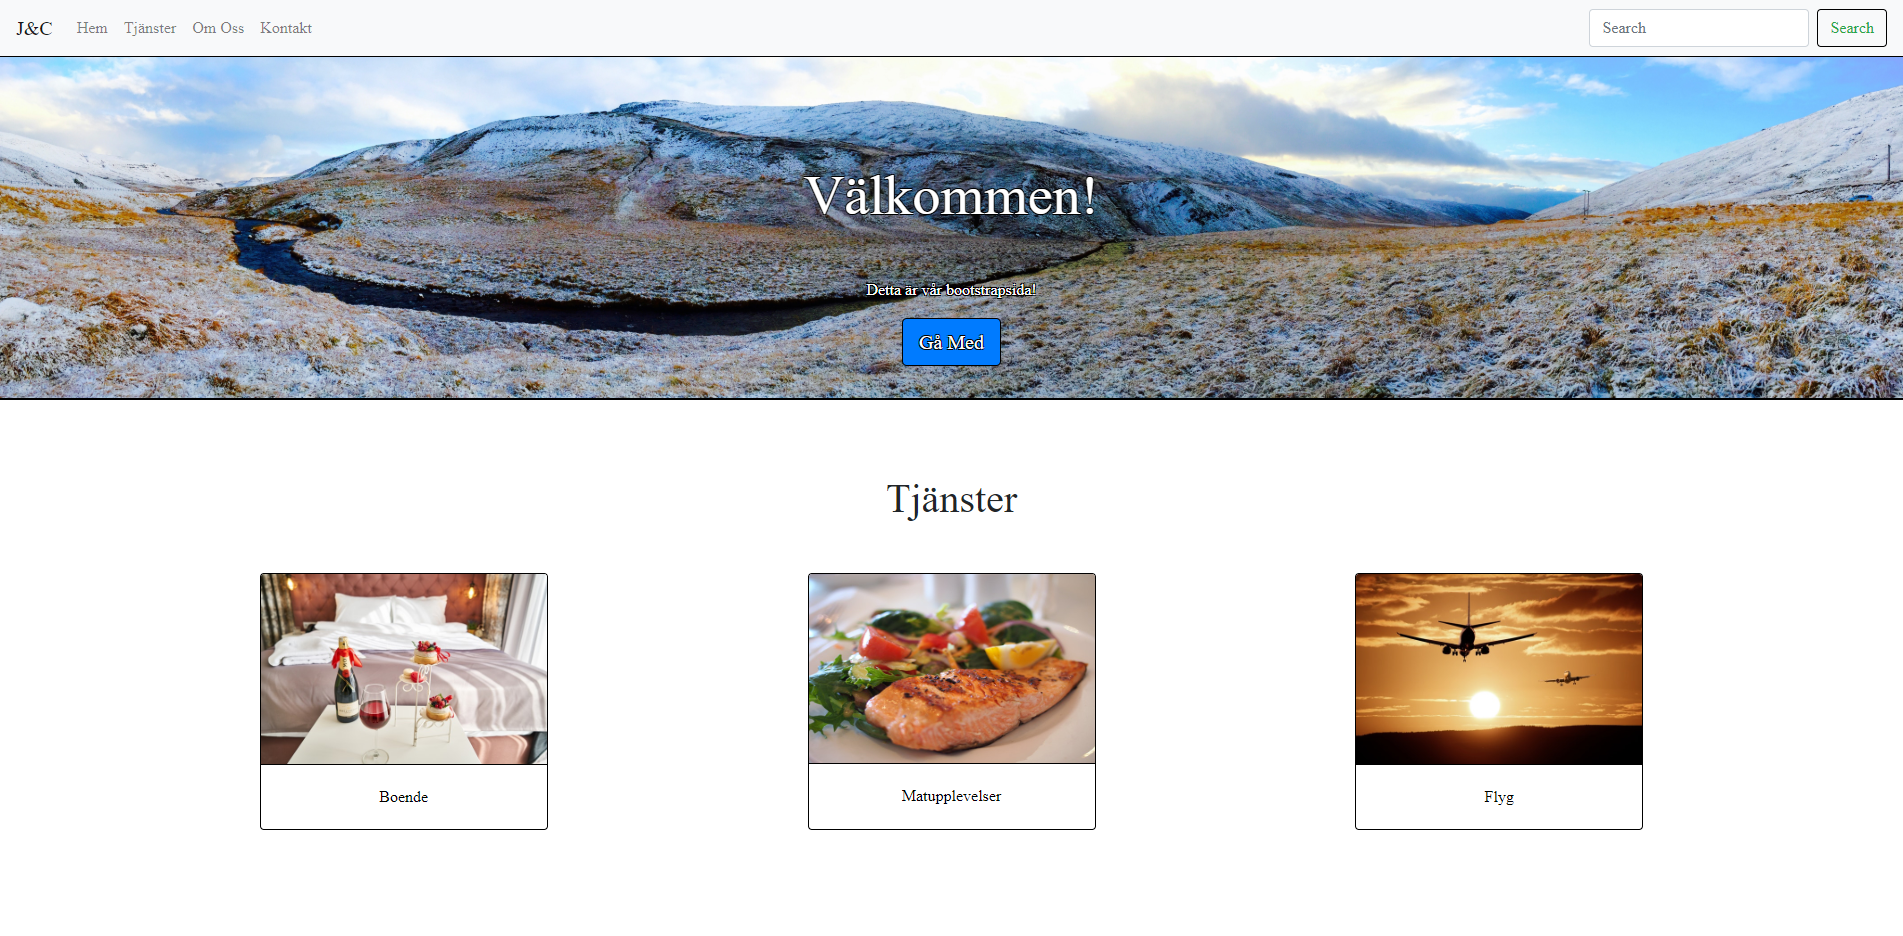 J&C Hem Tjänster Om Oss Kontakt Search Search
Välkommen!
Detta är vår bootstrapsida!
Gå Med
Tjänster
Boende
Matupplevelser
Flyg